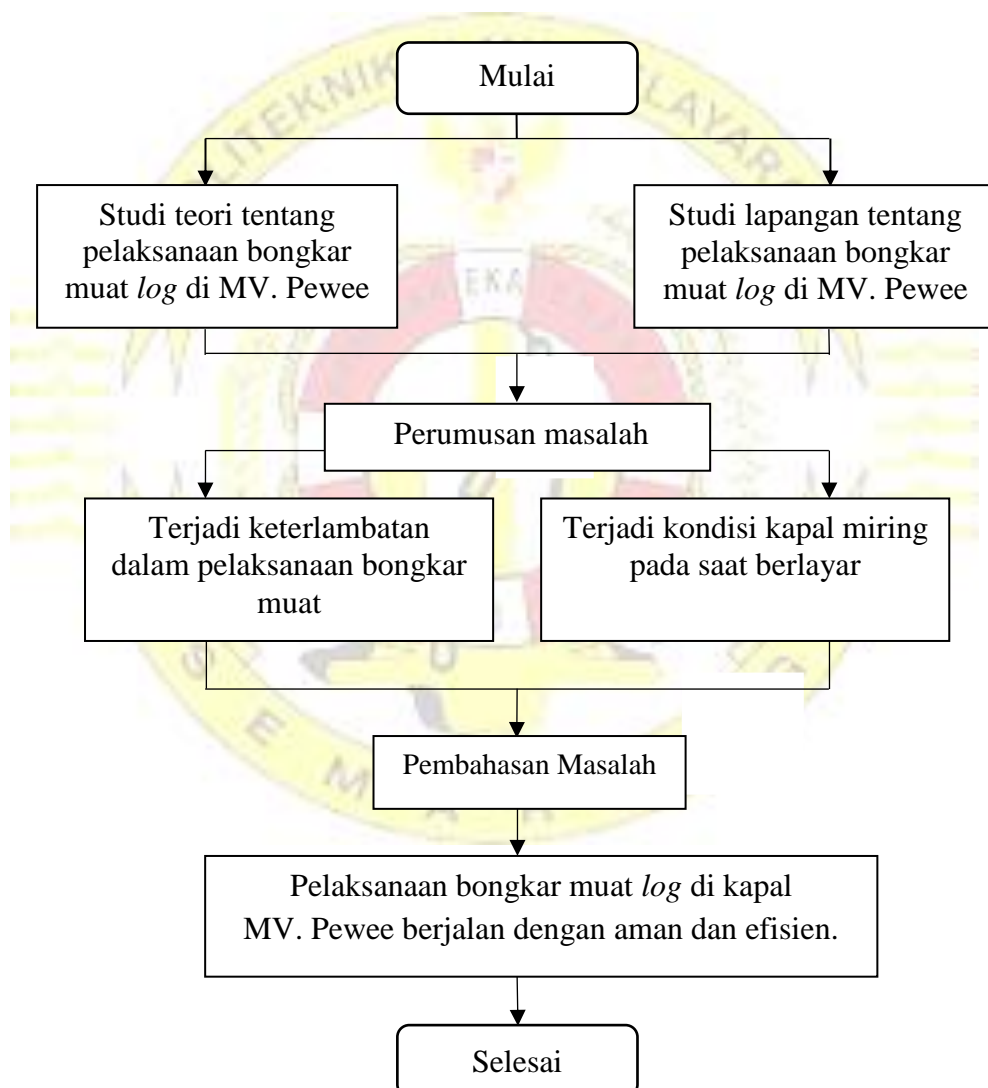 Mulai
Studi teori tentang
pelaksanaan bongkar
muat log di MV. Pewee
Studi lapangan tentang
pelaksanaan bongkar
muat log di MV. Pewee
Perumusan masalah
Terjadi keterlambatan
dalam pelaksanaan bongkar
muat
Terjadi kondisi kapal miring
pada saat berlayar
Pembahasan Masalah
Pelaksanaan bongkar muat log di kapal
MV. Pewee berjalan dengan aman dan efisien.
Selesai